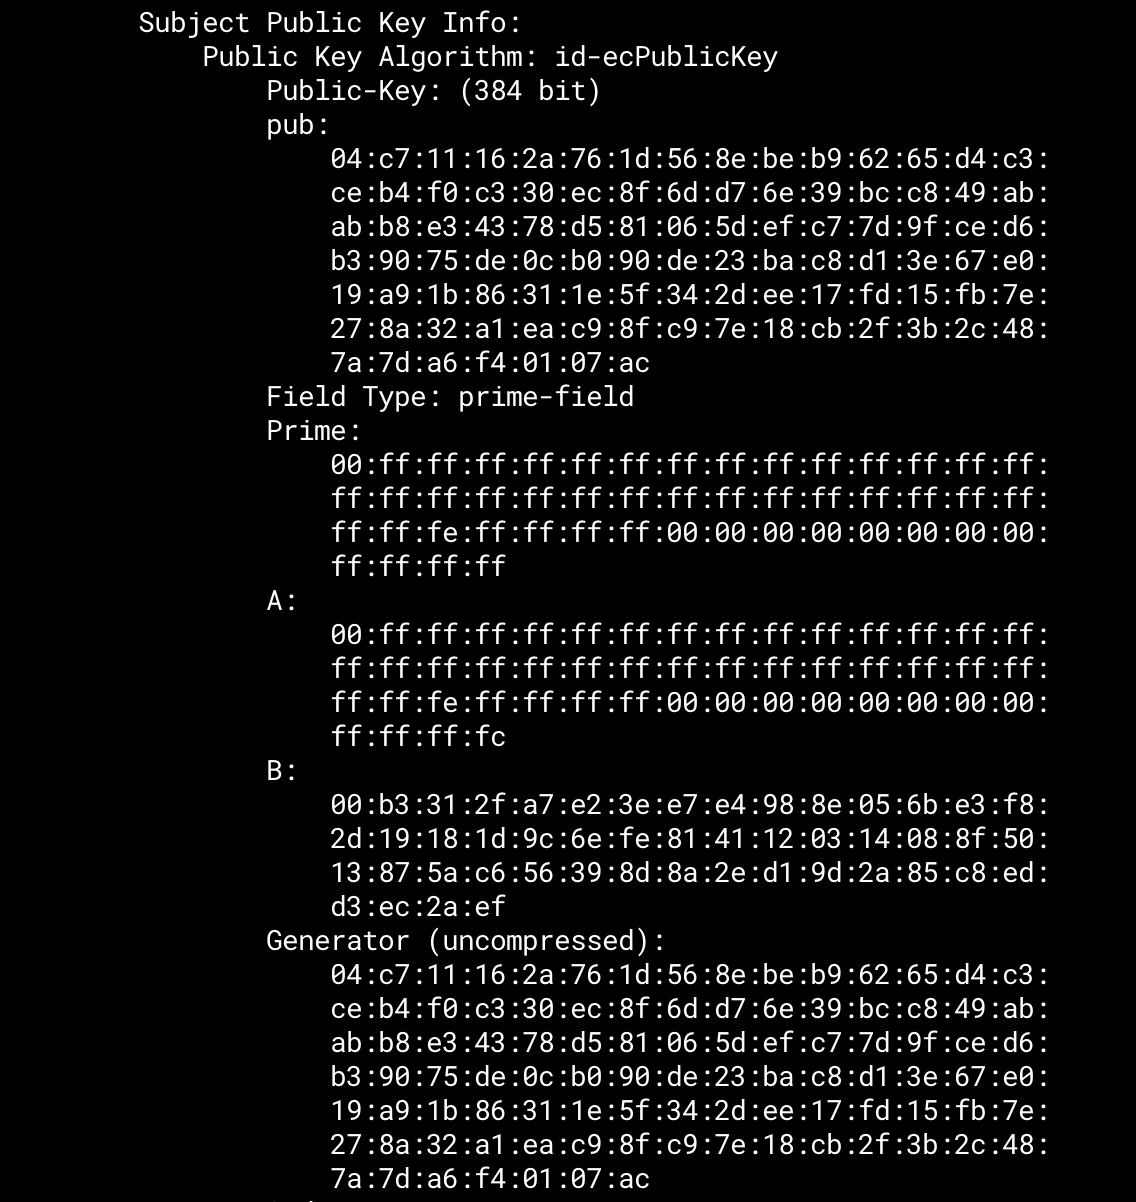 Subject Public Key Info:
Public Key Algorithm: id-ecPublicKey
Public-Key: (384 bit)
pub:
04:c7:11:16:2a:76:1d:56:8e:be:b9:62:65:d4:c3:
ce:b4:f0:c3:30:ec:8f:6d:d7:6e:39:bc:c8:49:ab:
ab:b8:e3:43:78:d5:81:06:5d:ef:c7:7d:9f:ce:d6:
b3:90:75:de:0c:b0:90:de:23:ba:c8:d1:3e:67:e0:
19:a9:1b:86:31:1e:5f:34:2d:ee:17:fd:15:fb:7e:
27:8a:32:a1:ea:c9:8f:c9:7e:18:cb:2f:3b:2c:48:
7a:7d:a6:f4:01:07:ac
Field Type: prime-field
Prime:
00:ff:ff:ff:ff:ff:ff:ff:ff:ff:ff:ff:ff:ff:ff:
ff:ff:ff:ff:ff:ff:ff:ff:ff:ff:ff:ff:ff:ff:ff:
ff:ff:fe:ff:ff:ff:ff:00:00:00:00:00:00:00:00:
ff:ff:ff:ff
A:
00:ff:ff:ff:ff:ff:ff:ff:ff:ff:ff:ff:ff:ff:ff:
ff:ff:ff:ff:ff:ff:ff:ff:ff:ff:ff:ff:ff:ff:ff:
ff:ff:fe:ff:ff:ff:ff:00:00:00:00:00:00:00:00:
ff:ff:ff:fc
B:
00:b3:31:2f:a7:e2:3e:e7:e4:98:8e:05:6b:e3:f8:
2d:19:18:1d:9c:6e:fe:81:41:12:03:14:08:8f:50:
13:87:5a:c6:56:39:8d:8a:2e:d1:9d:2a:85:c8:ed:
d3:ec:2a:ef
Generator (uncompressed):
04:c7:11:16:2a:76:1d:56:8e:be:b9:62:65:d4:c3:
ce:b4:f0:c3:30:ec:8f:6d:d7:6e:39:bc:c8:49:ab:
ab:b8:e3:43:78:d5:81:06:5d:ef:c7:7d:9f:ce:d6:
b3:90:75:de:0c:b0:90:de:23:ba:c8:d1:3e:67:e0:
19:a9:1b:86:31:1e:5f:34:2d:ee:17:fd:15:fb:7e:
27:8a:32:a1:ea:c9:8f:c9:7e:18:cb:2f:3b:2c:48:
7a:7d:a6:f4:01:07:ac